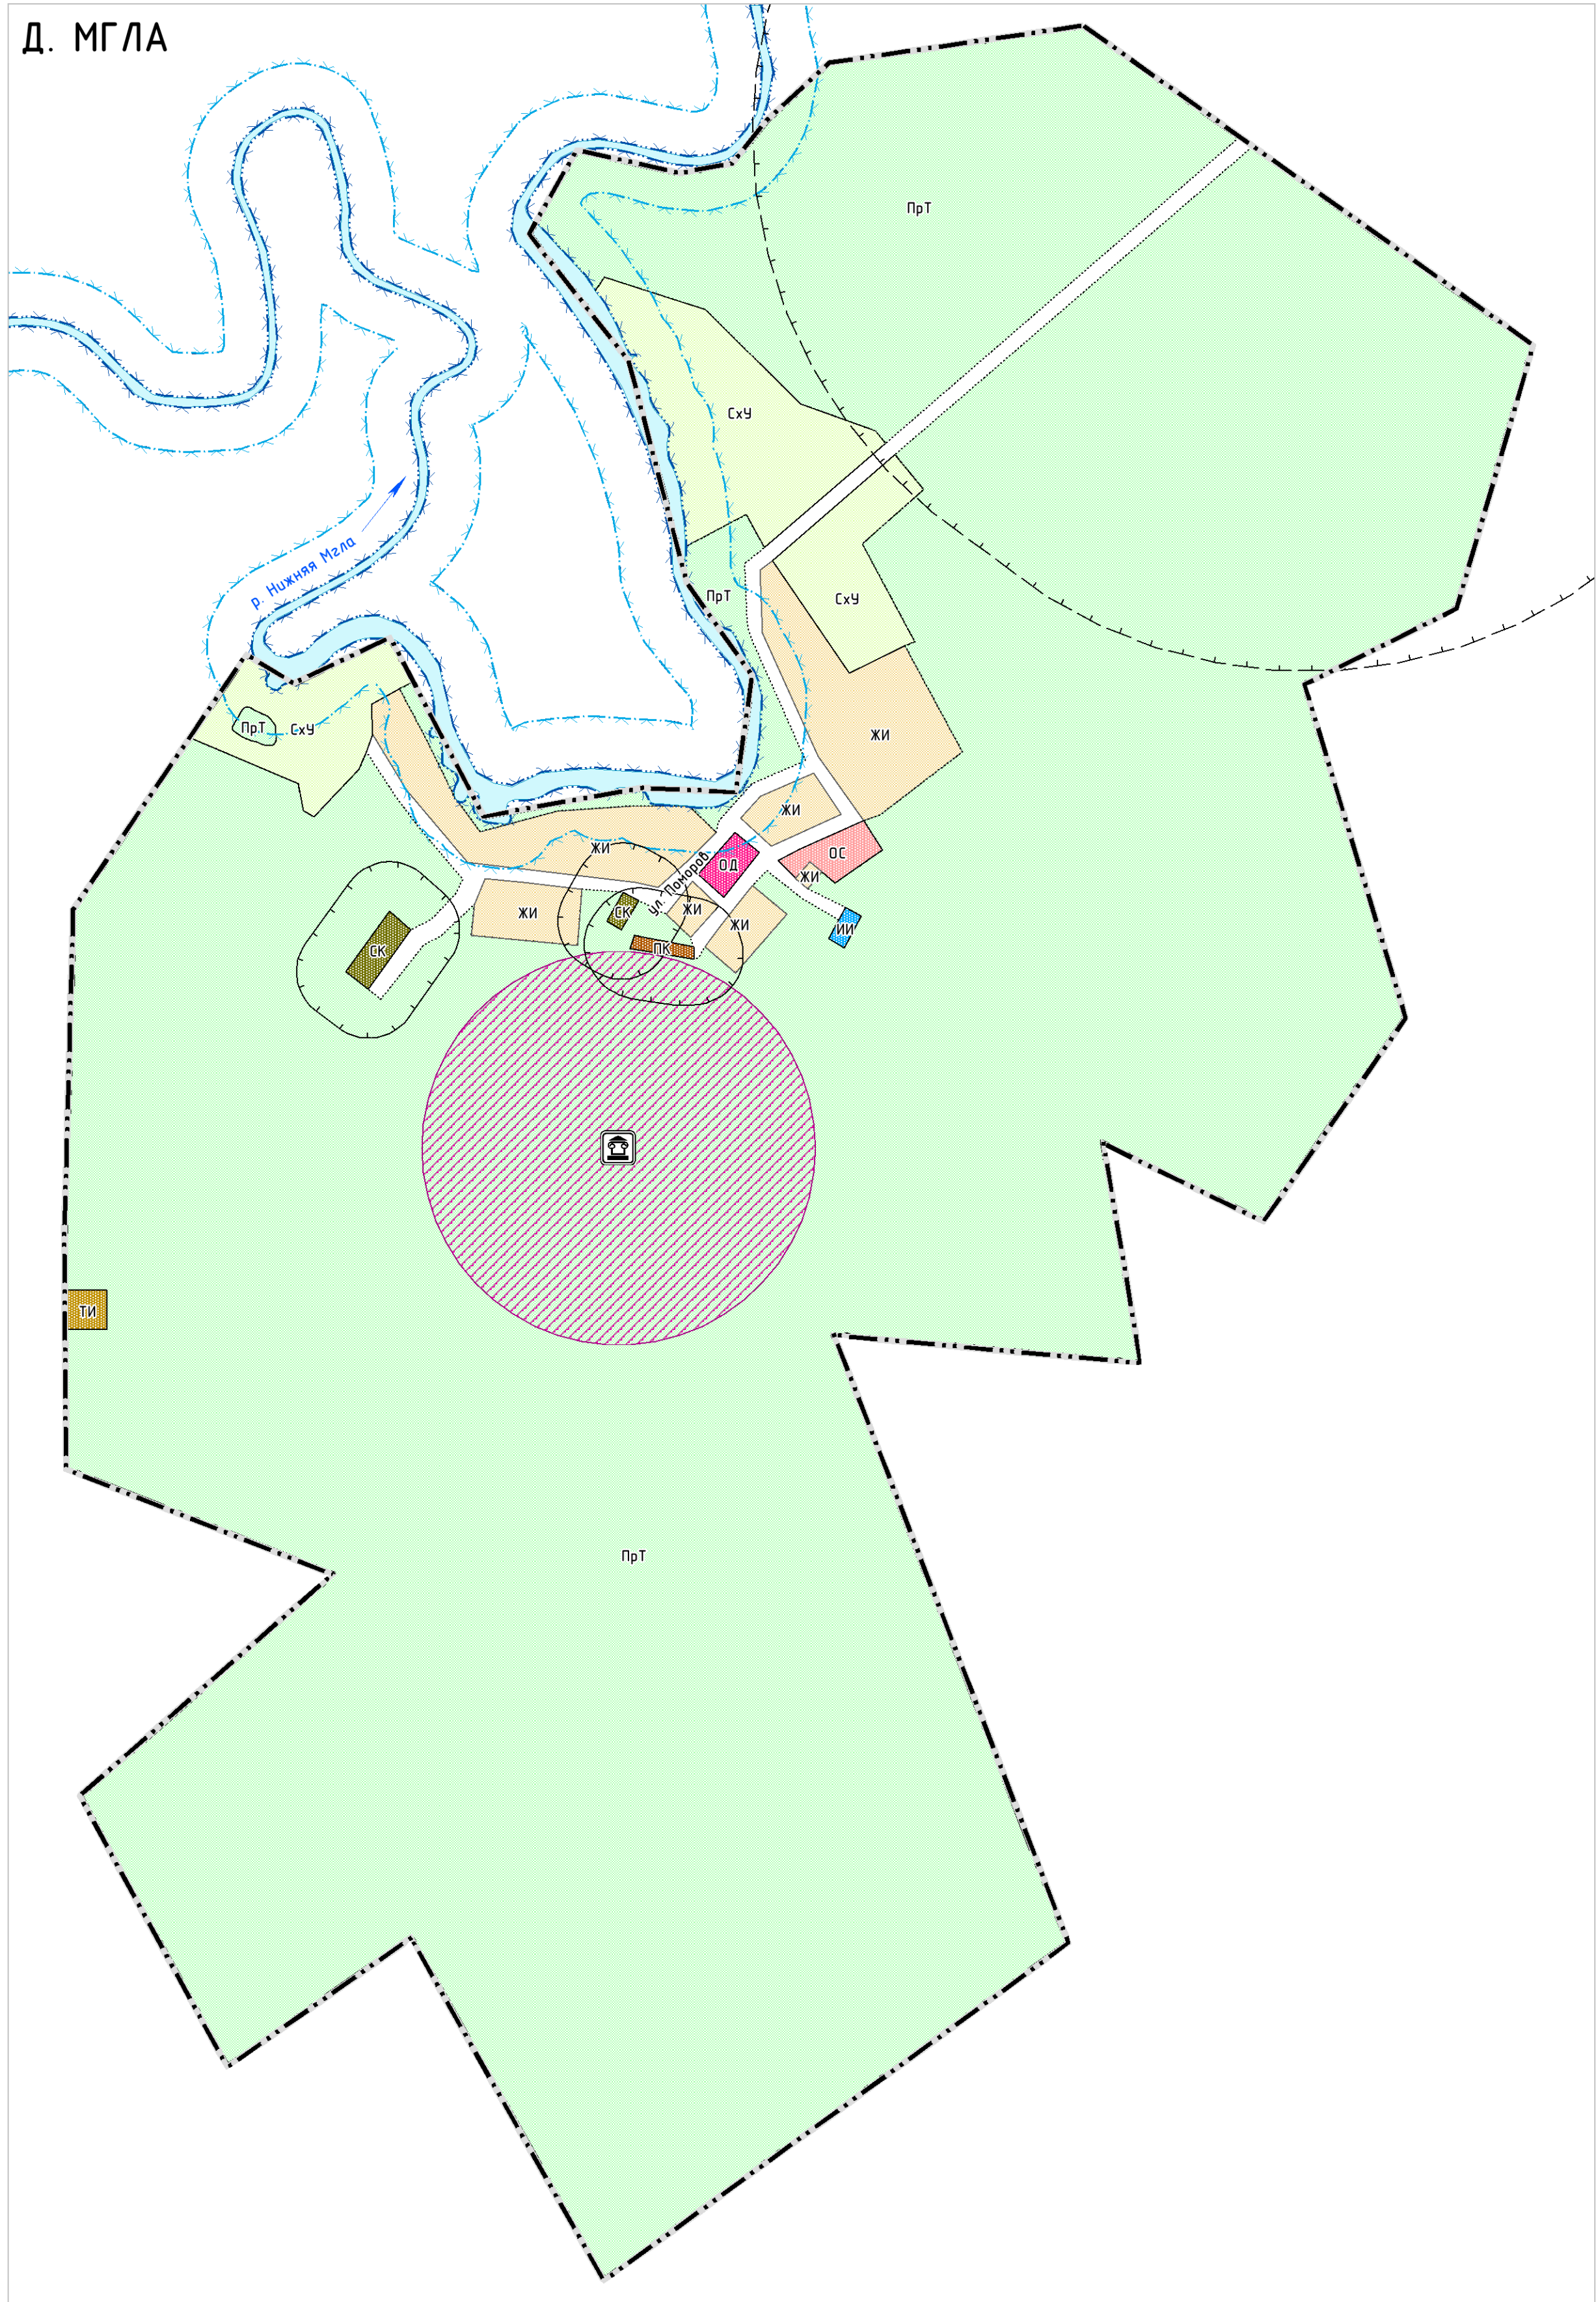 Д. МГЛА
ПрТ
СхУ
р. Нижняя Мгла
ПрТ
СхУ
ПрТ
СхУ
ЖИ
ЖИ
ЖИ
ОД
ОС
ул. Поморов
ЖИ
ЖИ
СК
ЖИ
ЖИ
ИИ
СК
ПК
ТИ
ПрТ